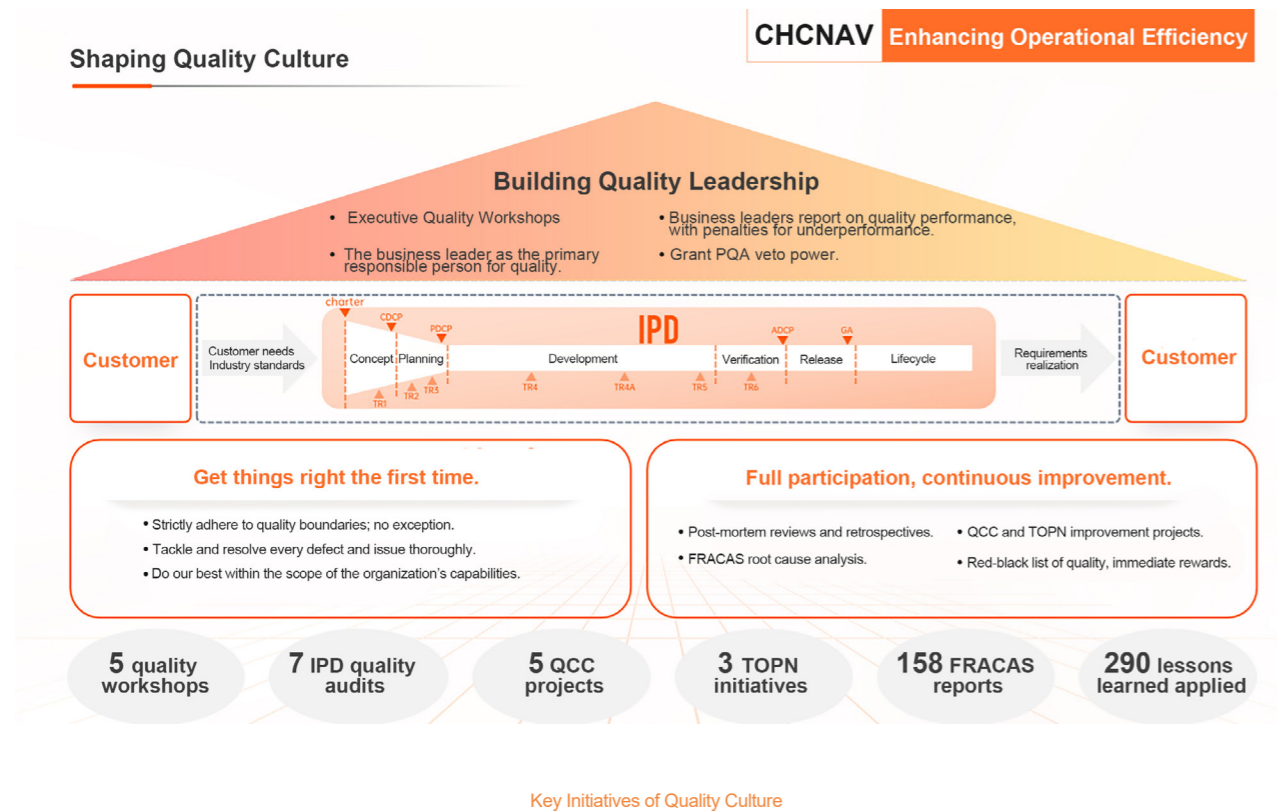 Shaping Quality Culture
CHCNAV Enhancing Operational Efficiency
Building Quality Leadership
• Executive Quality Workshops
• The business leader as the primary
responsible person for quality.
• Business leaders report on quality performance,
with penalties for underperformance.
• Grant PQA veto power.
Customer
Customer needs
Industry standards
charter
CDCP
PDCP
IPD
ADCP
GA
Concept
Planning
Development
Verification
Release
Lifecycle
TR1
TR2
TR3
TR4
TR4A
TR5
TR6
Requirements
realization
Customer
Get things right the first time.
• Strictly adhere to quality boundaries; no exception.
• Tackle and resolve every defect and issue thoroughly.
• Do our best within the scope of the organization's capabilities.
Full participation, continuous improvement.
• Post-mortem reviews and retrospectives.
• FRACAS root cause analysis.
• QCC and TOPN improvement projects.
• Red-black list of quality, immediate rewards.
5 quality
workshops
7 IPD quality
audits
5 QCC
projects
3 TOPN
initiatives
158 FRACAS
reports
290 lessons
learned applied
Key Initiatives of Quality Culture